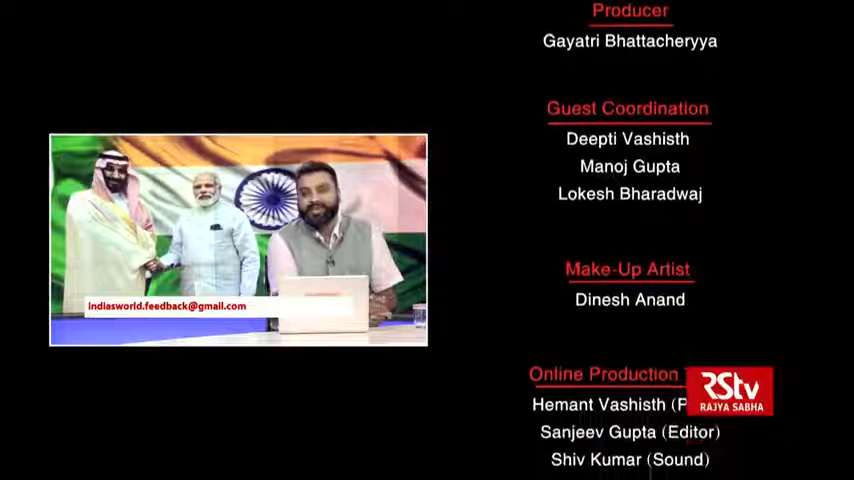 Producer
Gayatri Bhattacheryya
Guest Coordination
Deepti Vashisth
Manoj Gupta
Lokesh Bharadwaj
Make-Up Artist
Dinesh Anand
Online Production
Hemant Vashisth
Sanjeev Gupta (Editor)
Shiv Kumar (Sound)
indiasworld.feedback@gmail.com
RSTV
RAJYA SABHA